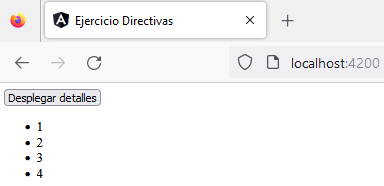 Ejercicio Directivas
localhost:4200
Desplegar detalles
• 1
• 2
• 3
• 4